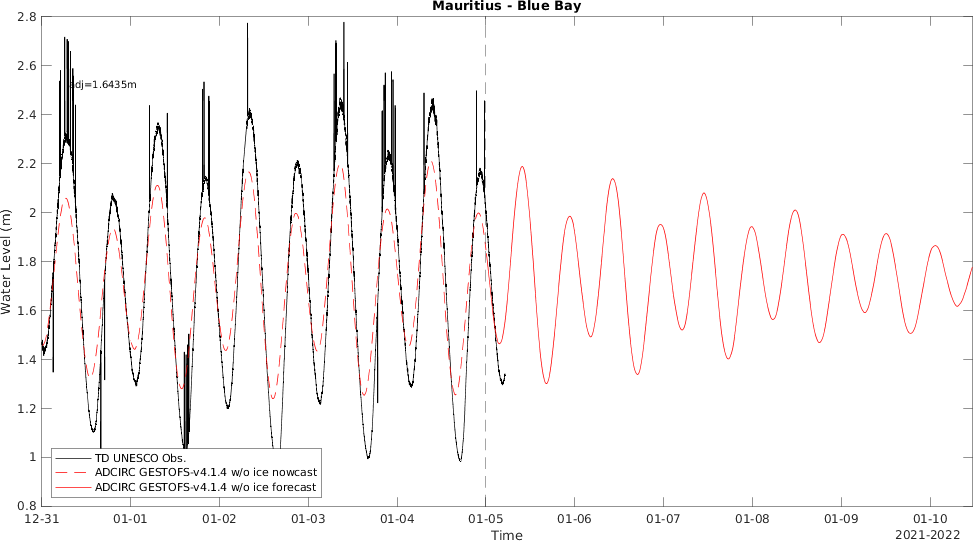 Mauritius - Blue Bay
2.8
2.6
adj=1.6435m
2.4
2.2
2
1.8
1.6
1.4
1.2
1
0.8
Water Level (m)
TD UNESCO Obs.
ADCIRC GESTOFS-v4.1.4 w/o ice nowcast
ADCIRC GESTOFS-v4.1.4 w/o ice forecast
12-31 01-01 01-02 01-03 01-04 01-05 01-06 01-07 01-08 01-09 01-10
Time
2021-2022